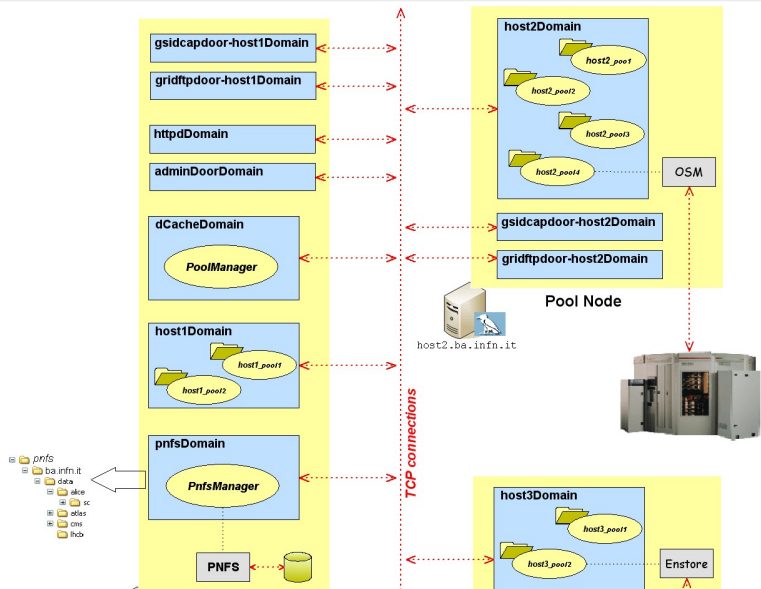 gsidcapdoor-host1Domain
gridftpdoor-host1Domain
httpdDomain
adminDoorDomain
dCacheDomain
PoolManager
host1Domain
host1_pool1
host1_pool2
pnfsDomain
PnfsManager
PNFS
pnfs
ba.infn.it
data
alice
sc
atlas
cms
lhcb
TCP connections
host2Domain
host2_poo1
host2_pool2
host2_pool3
host2_pool4
OSM
gsidcapdoor-host2Domain
gridftpdoor-host2Domain
Pool Node
host2.ba.infn.it
host3Domain
host3_pool1
host3_pool2
Enstore